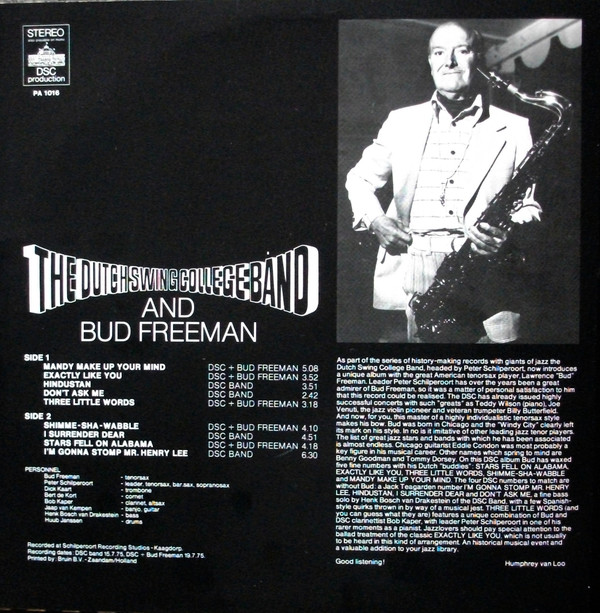 STEREO
also playable on mono
DSC
production
PA 1016
THE DUTCH SWING COLLEGE BAND
AND
BUD FREEMAN
SIDE 1
MANDY MAKE UP YOUR MIND DSC + BUD FREEMAN 5.08
EXACTLY LIKE YOU DSC + BUD FREEMAN 3.52
HINDUSTAN DSC BAND 3.51
DON'T ASK ME DSC BAND 2.42
THREE LITTLE WORDS DSC + BUD FREEMAN 3.18
SIDE 2
SHIMME-SHA-WABBLE DSC + BUD FREEMAN 4.10
I SURRENDER DEAR DSC BAND 4.51
STARS FELL ON ALABAMA DSC + BUD FREEMAN 4.18
I'M GONNA STOMP MR. HENRY LEE DSC BAND 6.30
PERSONNEL
Bud Freeman - tenorsax
Peter Schilperoort - leader, tenorsax, bar.sax, sopranosax
Dick Kaart - trombone
Bert de Kort - cornet
Bob Kaper - clarinet, altsax
Jaap van Kempen - banjo, guitar
Henk Bosch van Drakestein - bass
Huub Janssen - drums
Recorded at Schilperoort Recording Studios - Kaagdorp.
Recording dates: DSC band 15.7.75, DSC + Bud Freeman 19.7.75.
Printed by: Bruin B.V. - Zaandam/Holland
As part of the series of history-making records with giants of jazz the
Dutch Swing College Band, headed by Peter Schilperoort, now introduces
a unique album with the great American tenorsax player, Lawrence "Bud"
Freeman. Leader Peter Schilperoort has over the years been a great
admirer of Bud Freeman, so it was a matter of personal satisfaction to him
that this record could be realised. The DSC has already issued highly
successful concerts with such "greats" as Teddy Wilson (piano), Joe
Venuti, the jazz violin pioneer and veteran trumpeter Billy Butterfield.
And now, for you, this master of a highly individualistic tenorsax style
makes his bow. Bud was born in Chicago and the "Windy City" clearly left
its mark on his style. In no is it imitative of other leading jazz tenor players.
The list of great jazz stars and bands with which he has been associated
is almost endless. Chicago guitarist Eddie Condon was most probably a
key figure in his musical career. Other names which spring to mind are
Benny Goodman and Tommy Dorsey. On this DSC album Bud has waxed
five fine numbers with his Dutch "buddies": STARS FELL ON ALABAMA,
EXACTLY LIKE YOU, THREE LITTLE WORDS, SHIMME-SHA-WABBLE
and MANDY MAKE UP YOUR MIND. The four DSC numbers to match are
without Bud: a Jack Teagarden number I'M GONNA STOMP MR. HENRY
LEE, HINDUSTAN, I SURRENDER DEAR and DON'T ASK ME, a fine bass
solo by Henk Bosch van Drakestein of the DSC Band, with a few Spanish-
style quirks thrown in by way of a musical jest. THREE LITTLE WORDS (and
you can guess what they are) features a unique combination of Bud and
DSC clarinettist Bob Kaper, with leader Peter Schilperoort in one of his
rarer moments as a pianist. Jazzlovers should pay special attention to the
ballad treatment of the classic EXACTLY LIKE YOU, which is not usually
to be heard in this kind of arrangement. An historical musical event and
a valuable addition to your jazz library.
Good listening! Humphrey van Loo